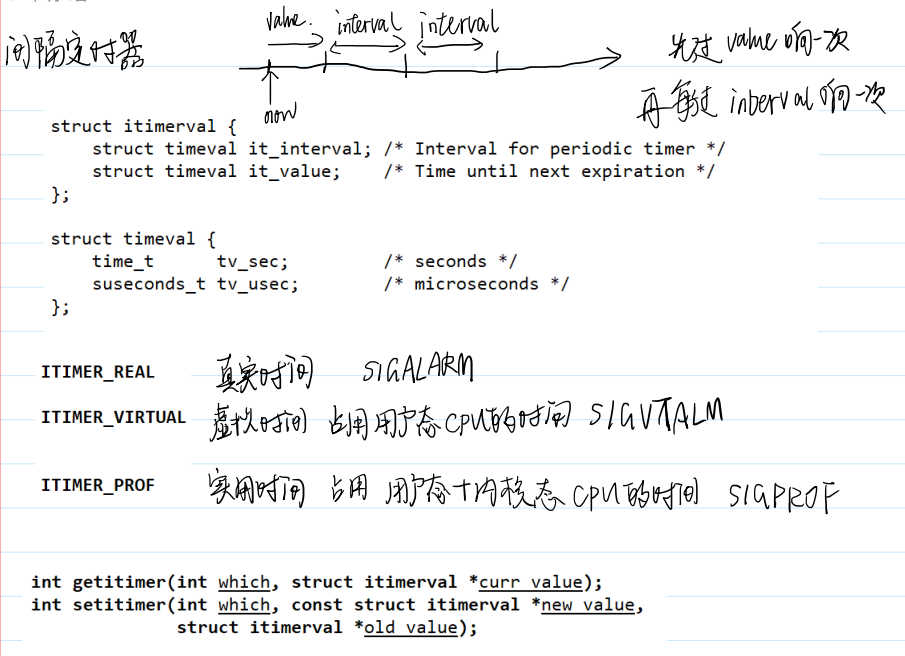 value. interval interval
间隔定时器
now
先过 value 响一次
再每过 interval 响一次
struct itimerval {
    struct timeval it_interval; /* Interval for periodic timer */
    struct timeval it_value;    /* Time until next expiration */
};
struct timeval {
    time_t      tv_sec;         /* seconds */
    suseconds_t tv_usec;        /* microseconds */
};
ITIMER_REAL 真实时间 SIGALARM
ITIMER_VIRTUAL 虚拟时间 占用用户态CPU的时间 SIGVTALM
ITIMER_PROF 实用时间 占用 用户态+内核态CPU的时间 SIGPROF
int getitimer(int which, struct itimerval *curr_value);
int setitimer(int which, const struct itimerval *new_value,
              struct itimerval *old_value);